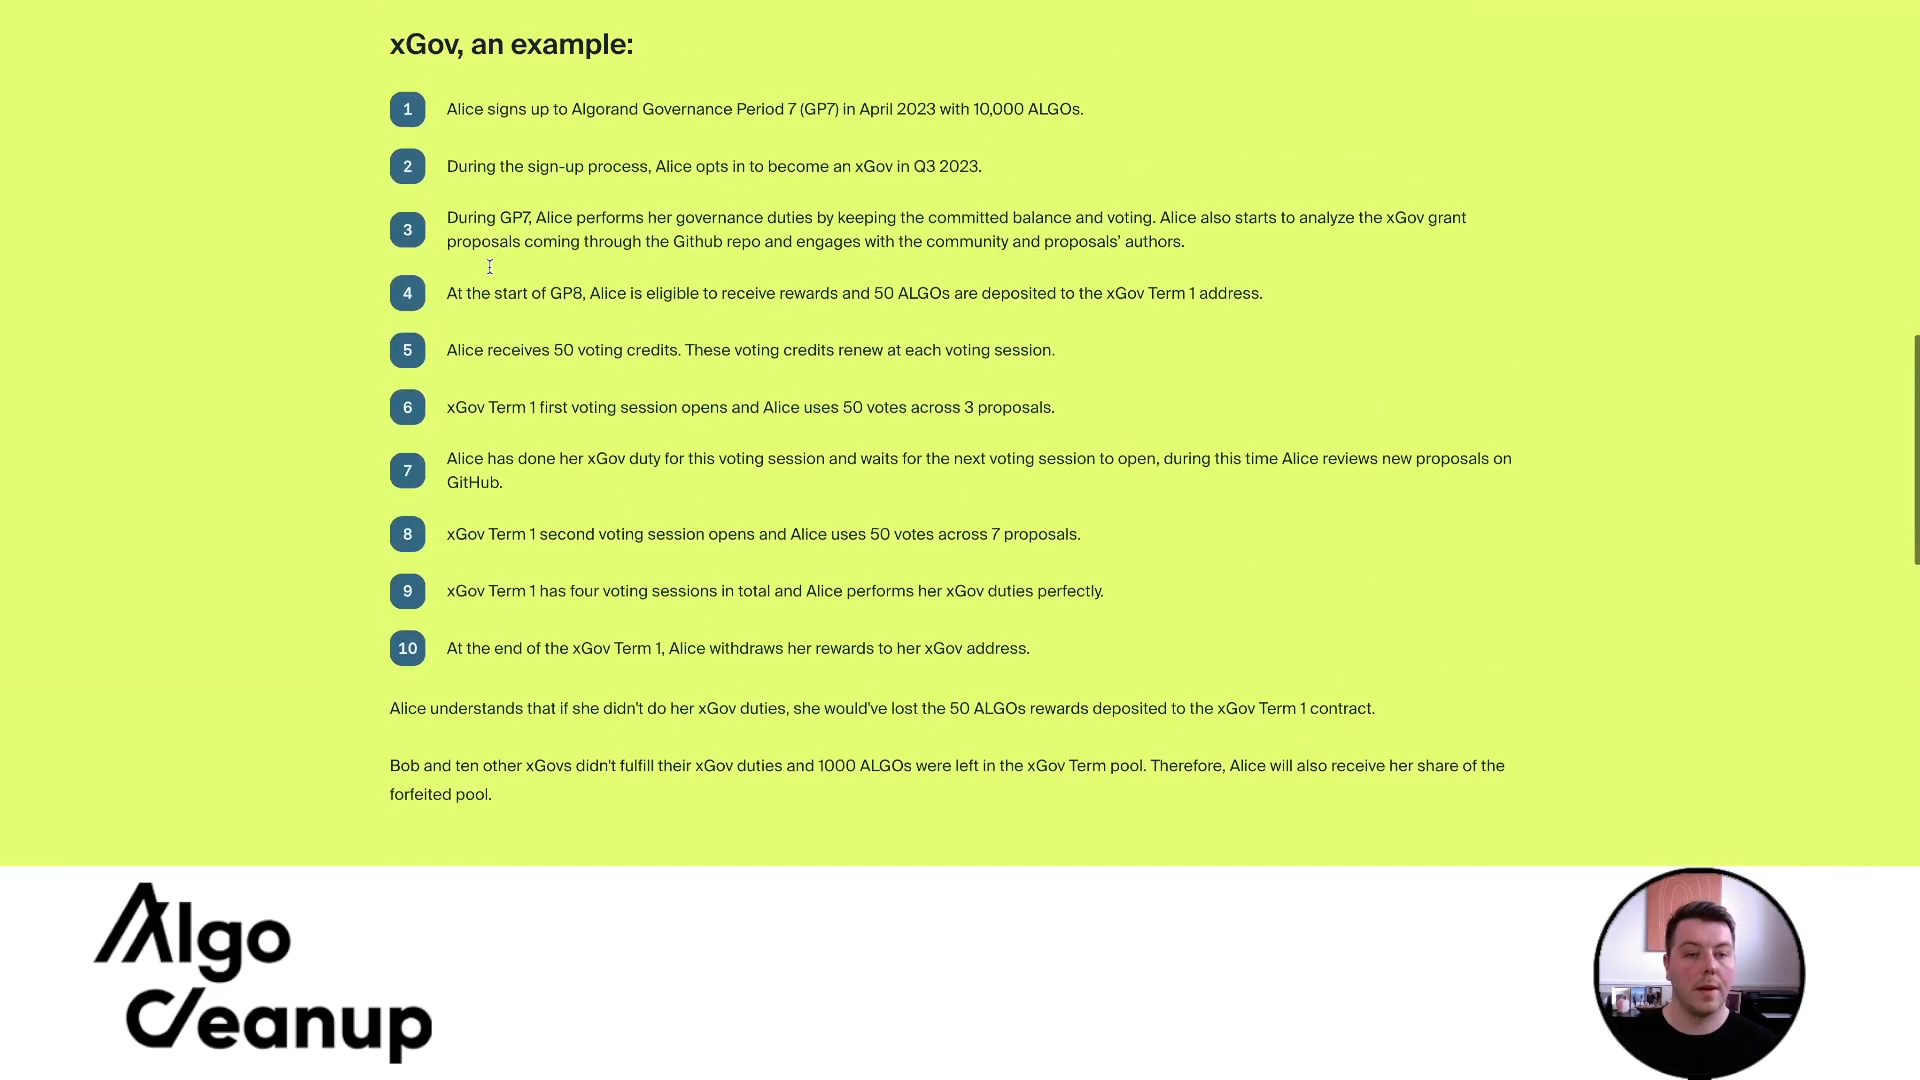 xGov, an example:
1 Alice signs up to Algorand Governance Period 7 (GP7) in April 2023 with 10,000 ALGOs.
2 During the sign-up process, Alice opts in to become an xGov in Q3 2023.
3 During GP7, Alice performs her governance duties by keeping the committed balance and voting. Alice also starts to analyze the xGov grant
proposals coming through the Github repo and engages with the community and proposals’ authors.
4 At the start of GP8, Alice is eligible to receive rewards and 50 ALGOs are deposited to the xGov Term 1 address.
5 Alice receives 50 voting credits. These voting credits renew at each voting session.
6 xGov Term 1 first voting session opens and Alice uses 50 votes across 3 proposals.
7 Alice has done her xGov duty for this voting session and waits for the next voting session to open, during this time Alice reviews new proposals on
GitHub.
8 xGov Term 1 second voting session opens and Alice uses 50 votes across 7 proposals.
9 xGov Term 1 has four voting sessions in total and Alice performs her xGov duties perfectly.
10 At the end of the xGov Term 1, Alice withdraws her rewards to her xGov address.
Alice understands that if she didn't do her xGov duties, she would've lost the 50 ALGOs rewards deposited to the xGov Term 1 contract.
Bob and ten other xGovs didn't fulfill their xGov duties and 1000 ALGOs were left in the xGov Term pool. Therefore, Alice will also receive her share of the
forfeited pool.
Algo
Cleanup